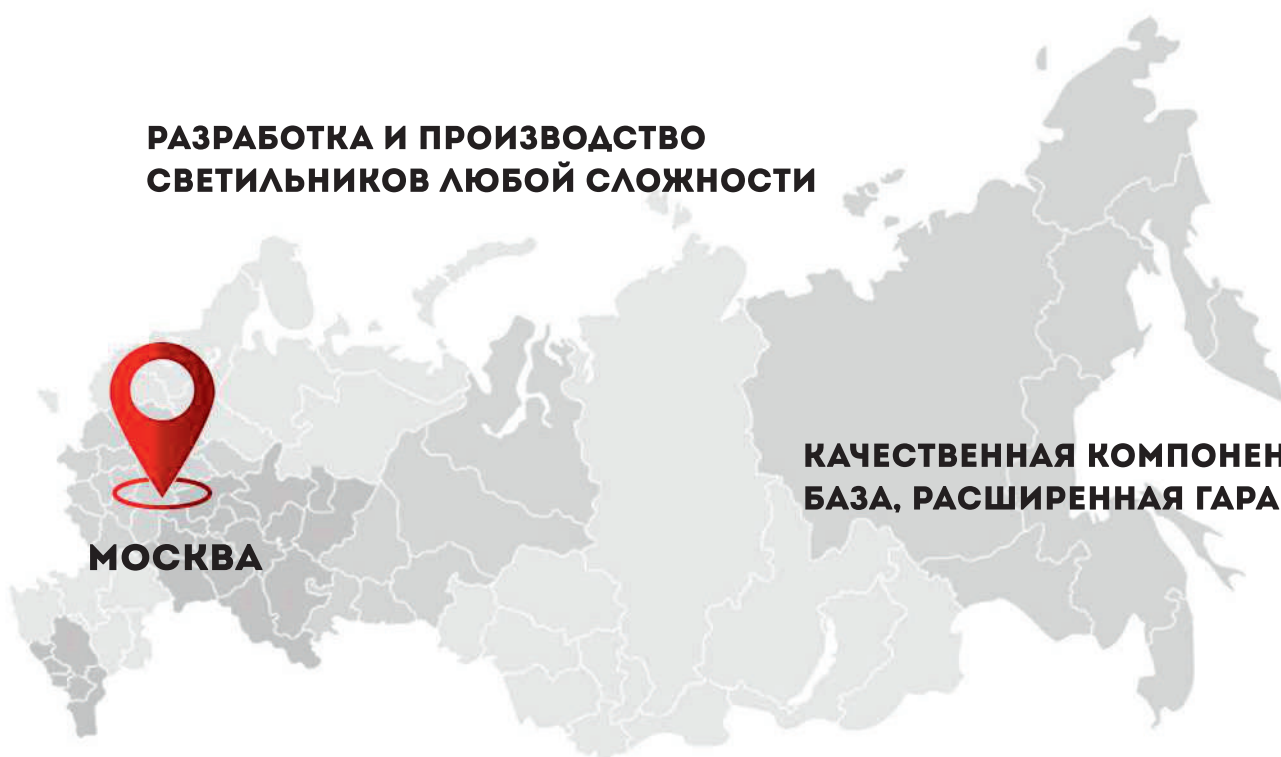 РАЗРАБОТКА И ПРОИЗВОДСТВО
СВЕТИЛЬНИКОВ ЛЮБОЙ СЛОЖНОСТИ
КАЧЕСТВЕННАЯ
БАЗА, РАСШИРЕННАЯ
МОСКВА